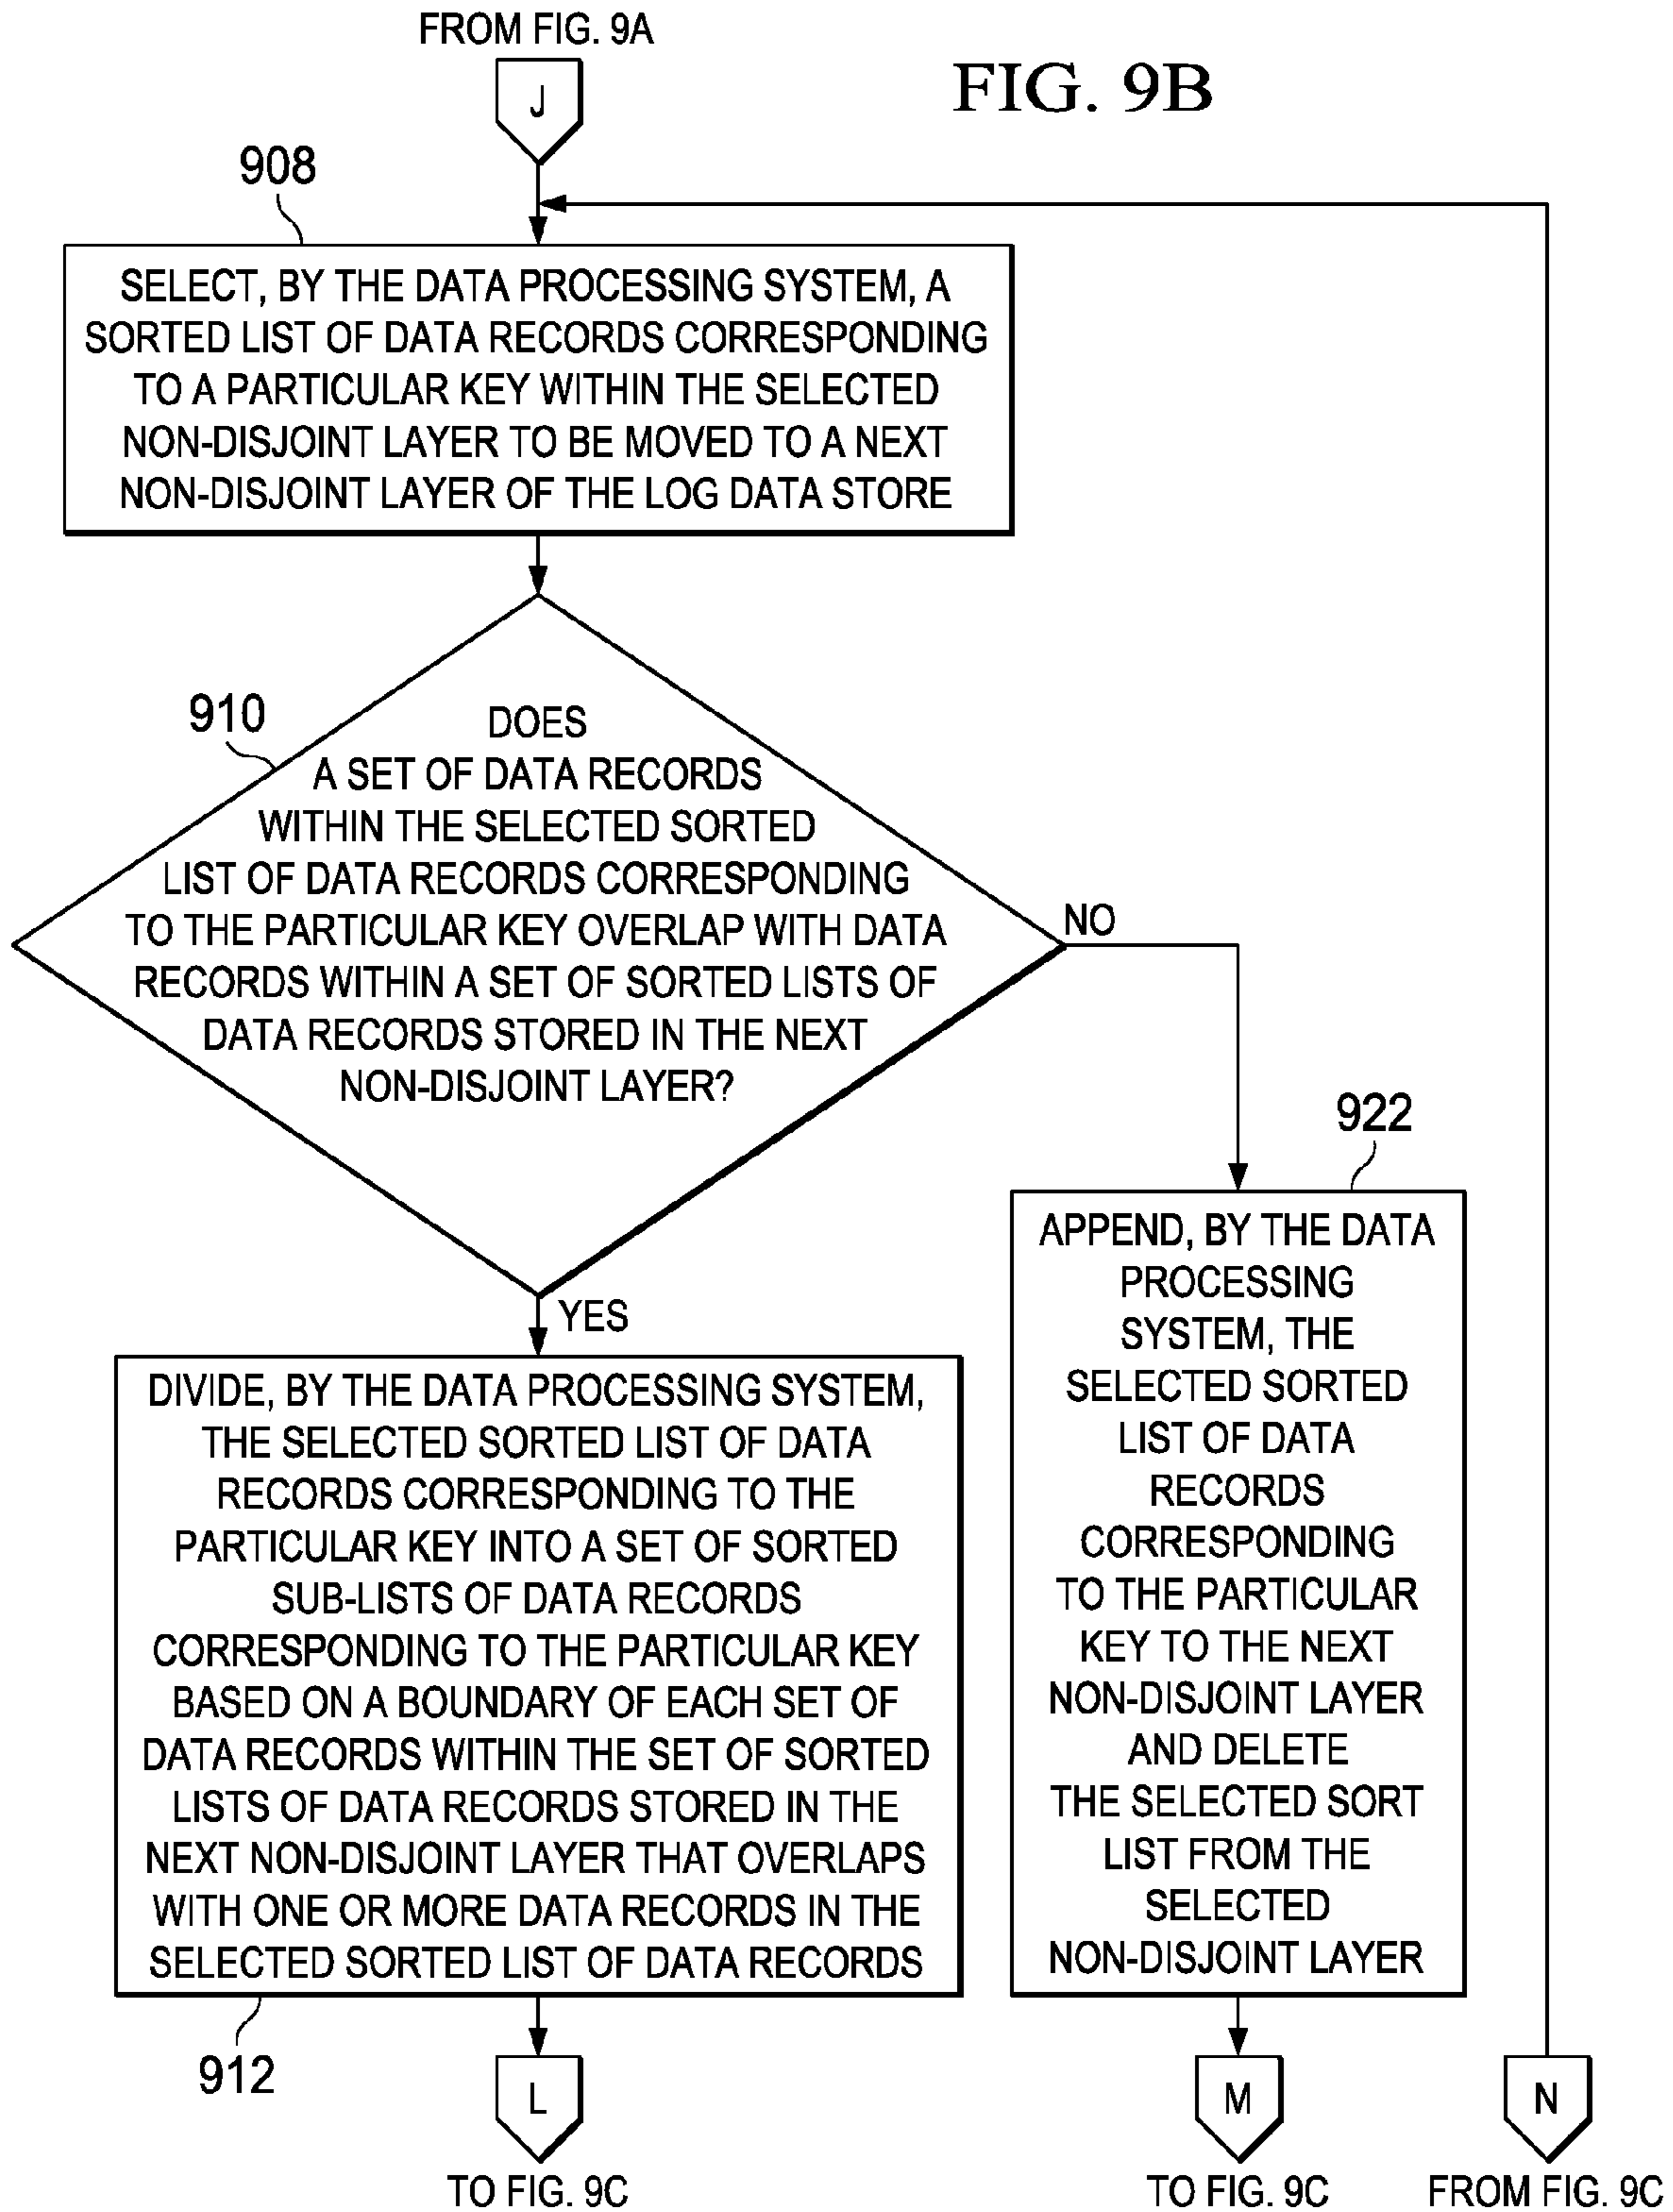 FROM FIG. 9A
FIG. 9B
J
908
SELECT, BY THE DATA PROCESSING SYSTEM, A
SORTED LIST OF DATA RECORDS CORRESPONDING
TO A PARTICULAR KEY WITHIN THE SELECTED
NON-DISJOINT LAYER TO BE MOVED TO A NEXT
NON-DISJOINT LAYER OF THE LOG DATA STORE
910
DOES
A SET OF DATA RECORDS
WITHIN THE SELECTED SORTED
LIST OF DATA RECORDS CORRESPONDING
TO THE PARTICULAR KEY OVERLAP WITH DATA
RECORDS WITHIN A SET OF SORTED LISTS OF
DATA RECORDS STORED IN THE NEXT
NON-DISJOINT LAYER?
NO
YES
922
APPEND, BY THE DATA
PROCESSING
SYSTEM, THE
SELECTED SORTED
LIST OF DATA
RECORDS
CORRESPONDING
TO THE PARTICULAR
KEY TO THE NEXT
NON-DISJOINT LAYER
AND DELETE
THE SELECTED SORT
LIST FROM THE
SELECTED
NON-DISJOINT LAYER
DIVIDE, BY THE DATA PROCESSING SYSTEM,
THE SELECTED SORTED LIST OF DATA
RECORDS CORRESPONDING TO THE
PARTICULAR KEY INTO A SET OF SORTED
SUB-LISTS OF DATA RECORDS
CORRESPONDING TO THE PARTICULAR KEY
BASED ON A BOUNDARY OF EACH SET OF
DATA RECORDS WITHIN THE SET OF SORTED
LISTS OF DATA RECORDS STORED IN THE
NEXT NON-DISJOINT LAYER THAT OVERLAPS
WITH ONE OR MORE DATA RECORDS IN THE
SELECTED SORTED LIST OF DATA RECORDS
912
L
TO FIG. 9C
M
TO FIG. 9C
N
FROM FIG. 9C